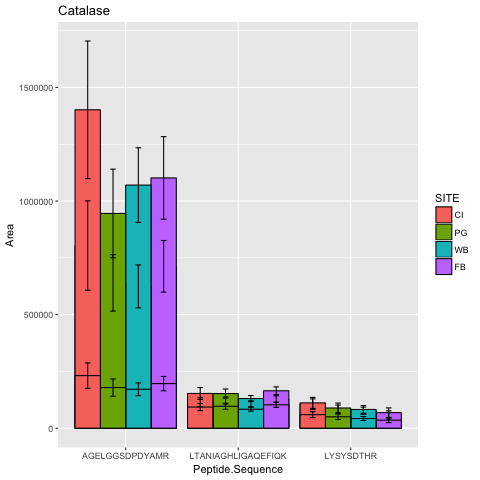 Catalase
1500000
1000000
500000
0
Area
AGELGGSDPDYAMR LTANIAGHLIGAQEFIQK LYSYSDTHR
Peptide.Sequence
SITE
CI
PG
WB
FB